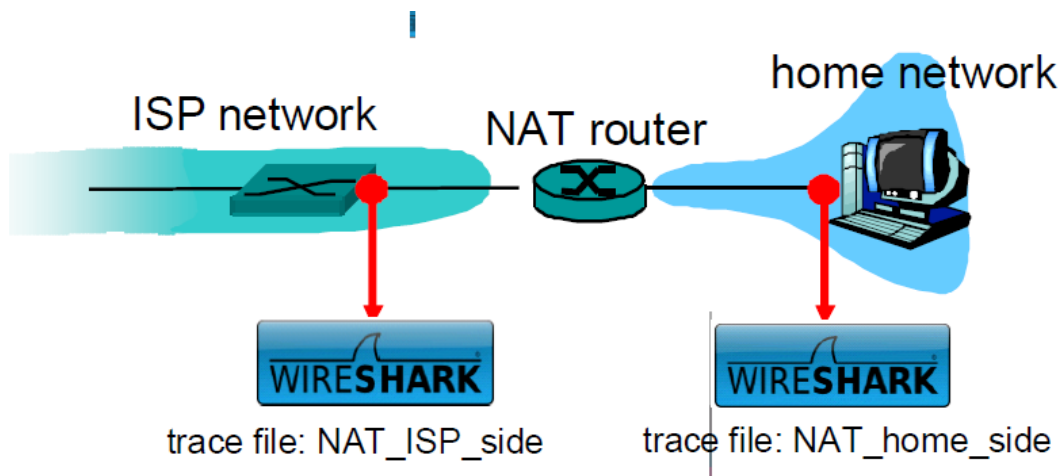 home network
ISP network
NAT router
WIRESHARK
WIRESHARK
trace file: NAT_ISP_side
trace file: NAT_home_side